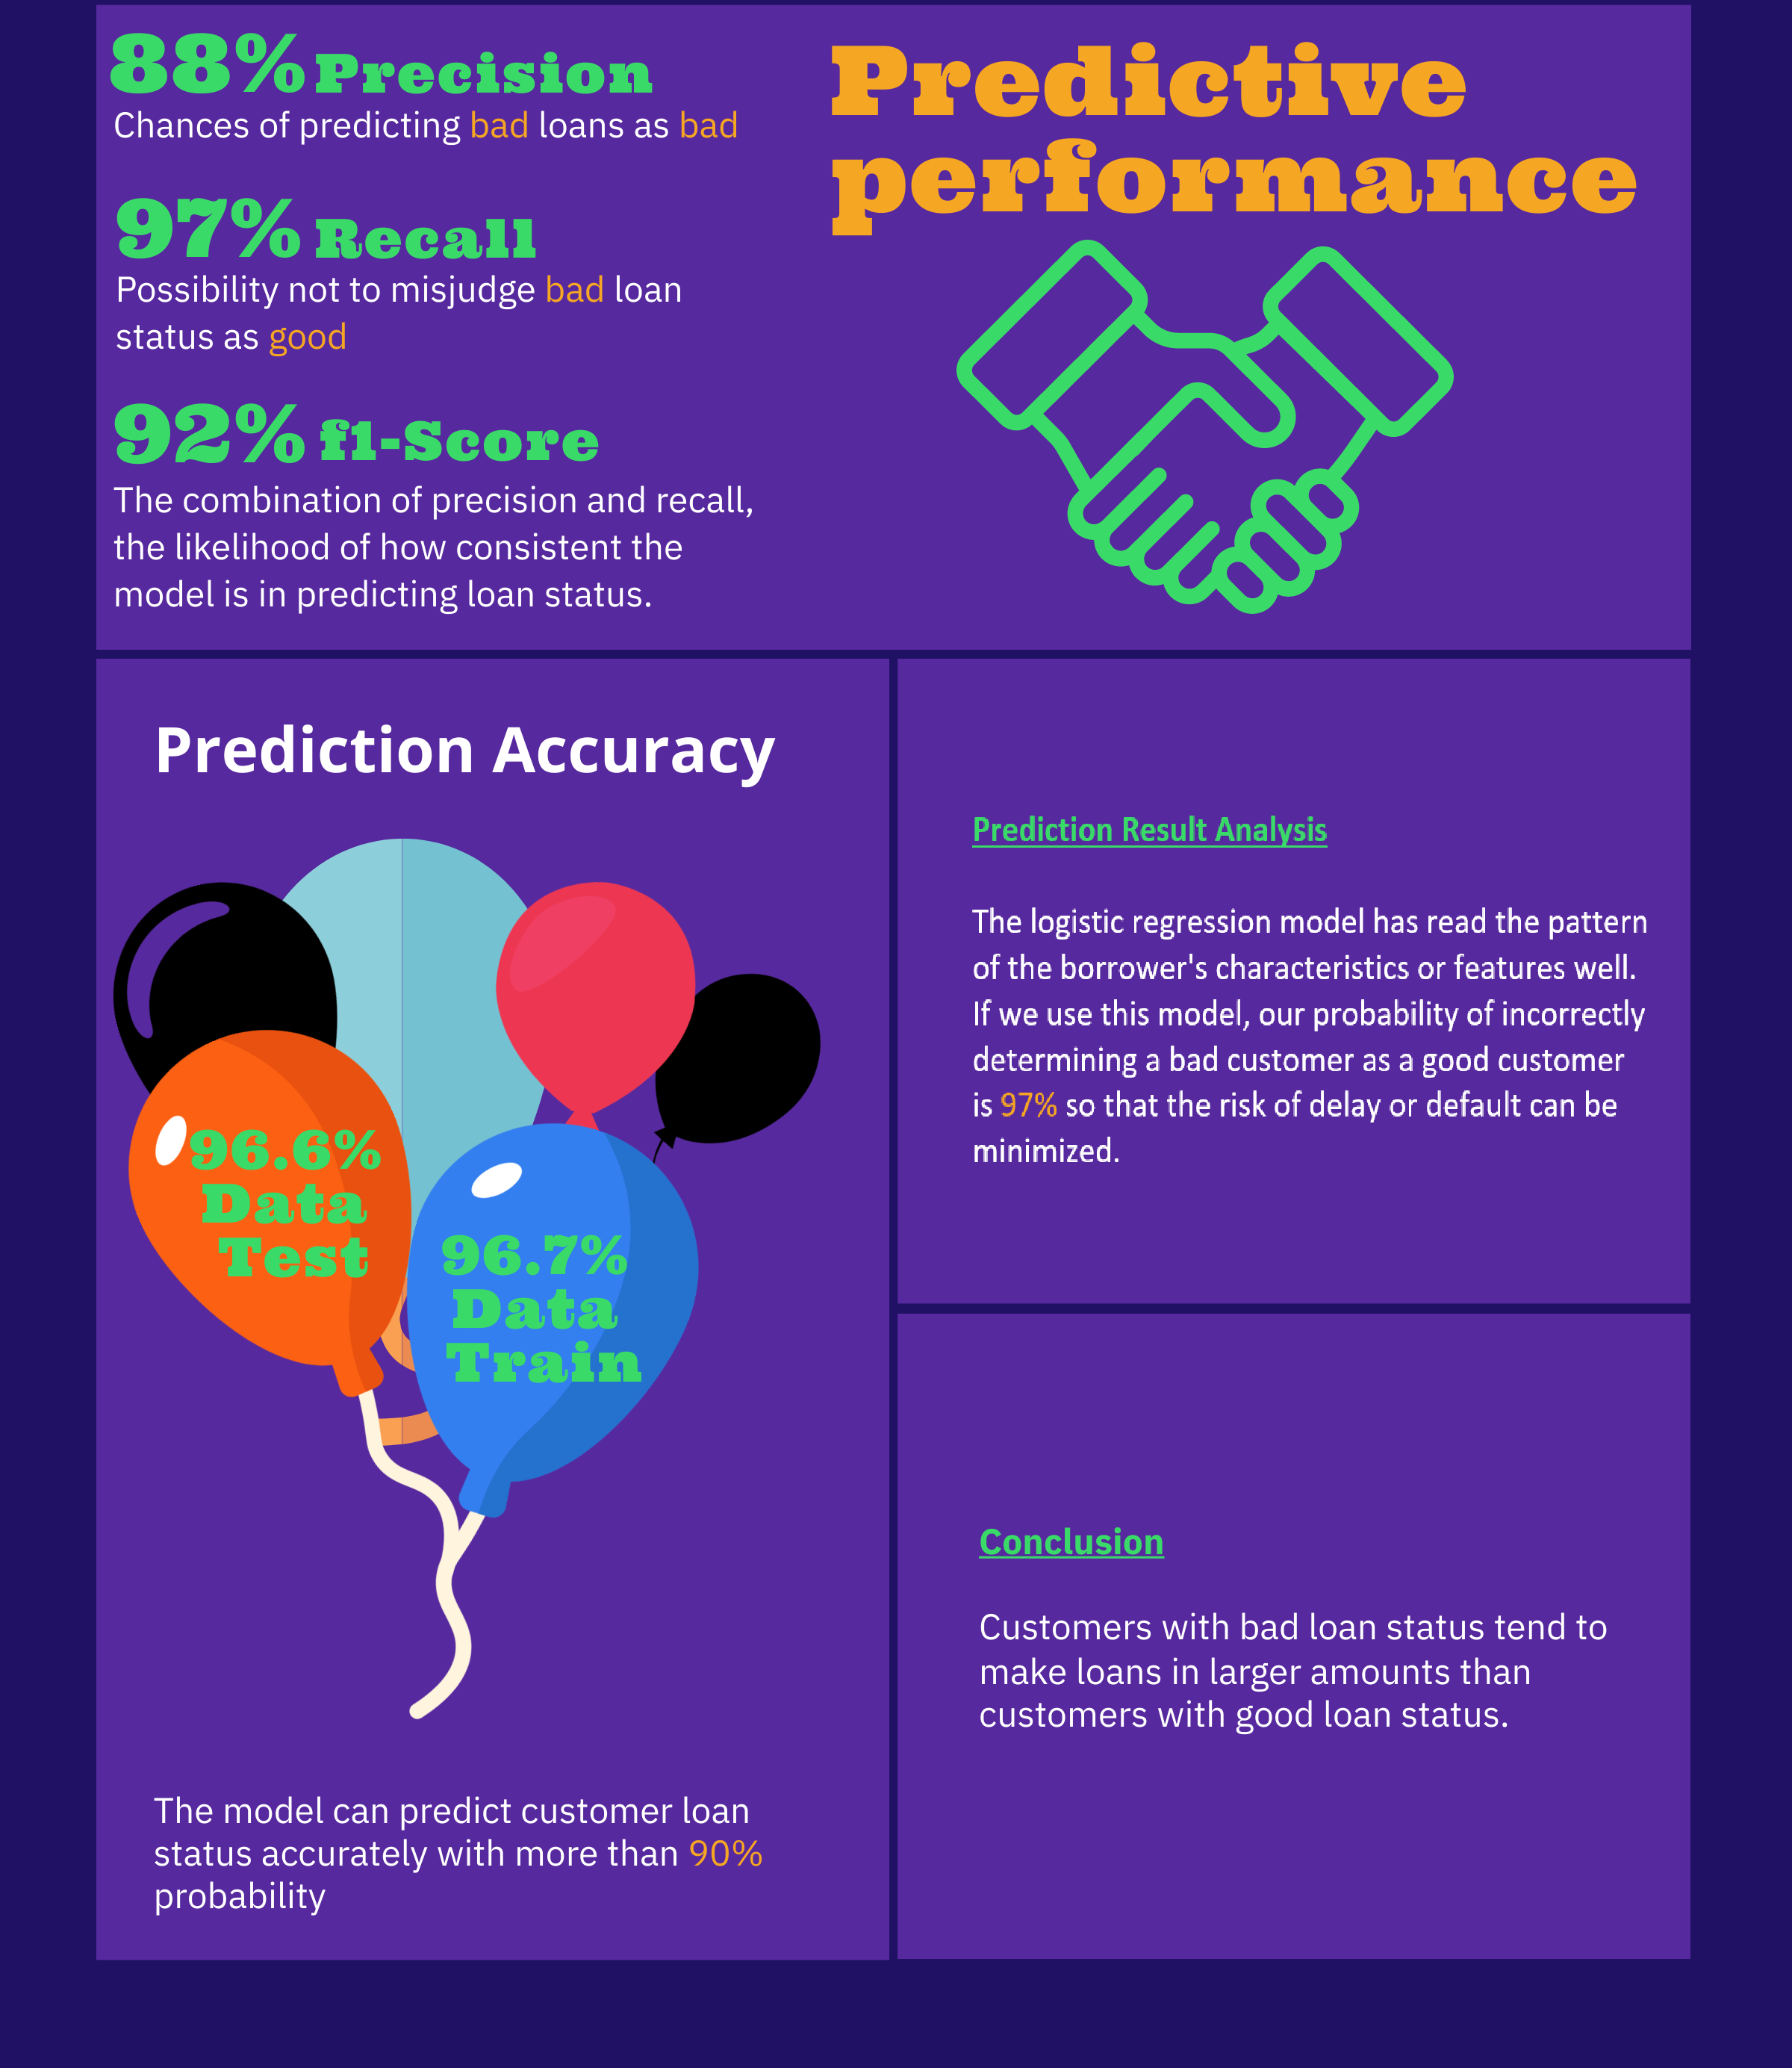 88% Precision
Chances of predicting bad loans as bad
97% Recall
Possibility not to misjudge bad loan
status as good
92% f1-Score
The combination of precision and recall,
the likelihood of how consistent the
model is in predicting loan status.
Predictive
performance
Prediction Accuracy
96.6%
Data
Test
96.7%
Data
Train
The model can predict customer loan
status accurately with more than 90%
probability
Prediction Result Analysis
The logistic regression model has read the pattern
of the borrower's characteristics or features well.
If we use this model, our probability of incorrectly
determining a bad customer as a good customer
is 97% so that the risk of delay or default can be
minimized.
Conclusion
Customers with bad loan status tend to
make loans in larger amounts than
customers with good loan status.